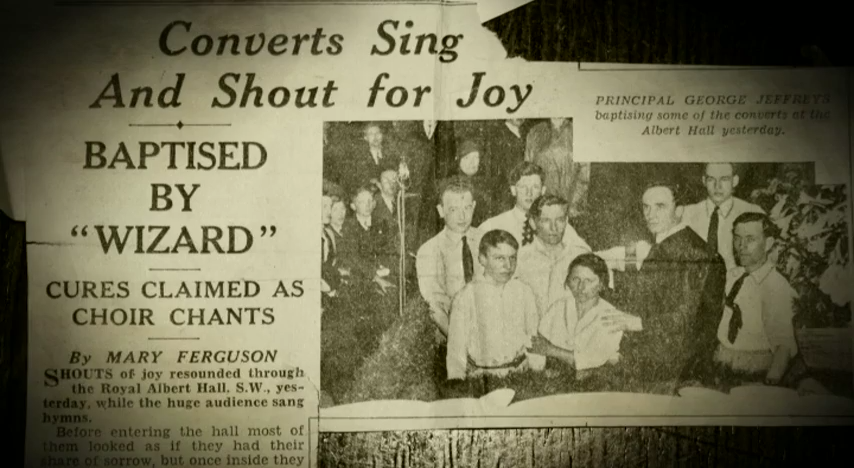 Converts Sing
And Shout for Joy
BAPTISED
BY
"WIZARD"
CURES CLAIMED AS
CHOIR CHANTS
By MARY FERGUSON
SHOUTS of joy resounded through
the Royal Albert Hall, S.W., yes-
terday, while the huge audience sang
hymns.
Before entering the hall most of
them looked as if they had their
share of sorrow, but once inside they
PRINCIPAL GEORGE JEFFREYS
baptising some of the converts at the
Albert Hall yesterday.